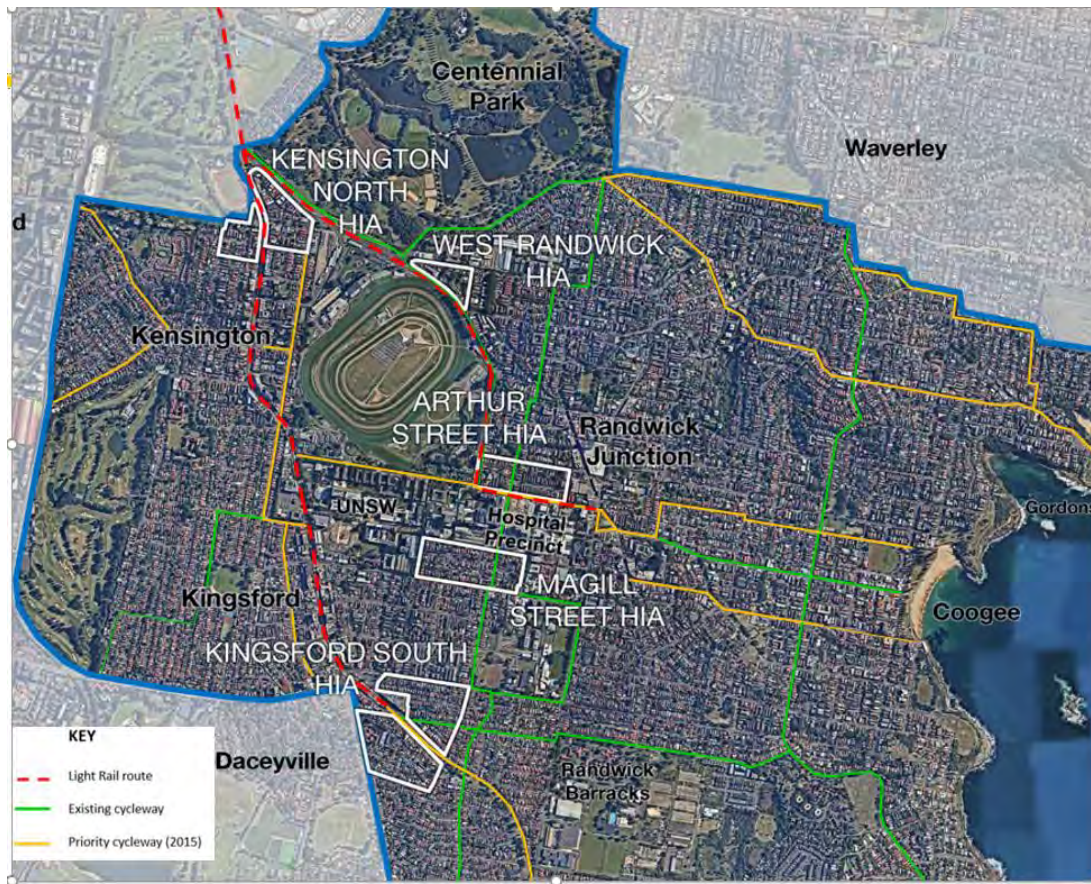 Centennial
Park
Waverley
KENSINGTON
NORTH
HIA
d
WEST RANDWICK
HIA
Kensington
ARTHUR
STREET HIA
Randwick
Junction
UNSW
Hospital
Precinct
Gordons
Kingsford
MAGILL
STREET HIA
Coogee
KINGSFORD SOUTH
HIA
KEY
Daceyville
Randwick
Barracks
Light Rail route
Existing cycleway
Priority cycleway (2015)